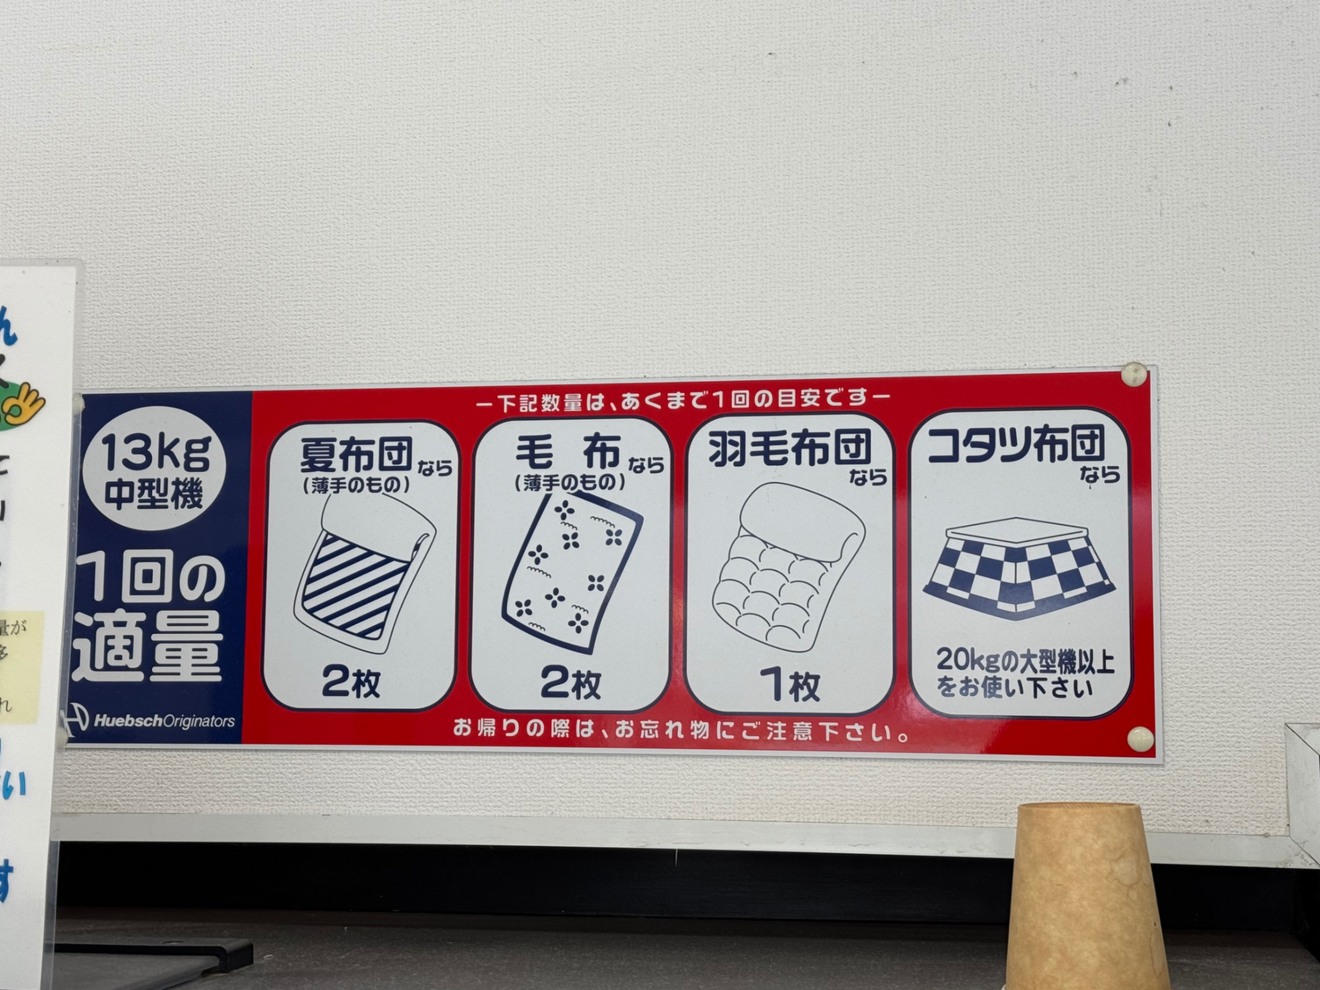 13kg
中型機
1回の
適量
HuebschOriginators
ー下記数量は、あくまで1回の目安ですー
夏布団なら
(薄手のもの)
2枚
毛 布なら
(薄手のもの)
2枚
羽毛布団
なら
1枚
コタツ布団
なら
20kgの大型機以上
をお使い下さい
お帰りの際は、お忘れ物にご注意下さい。
量が
れ
い
す